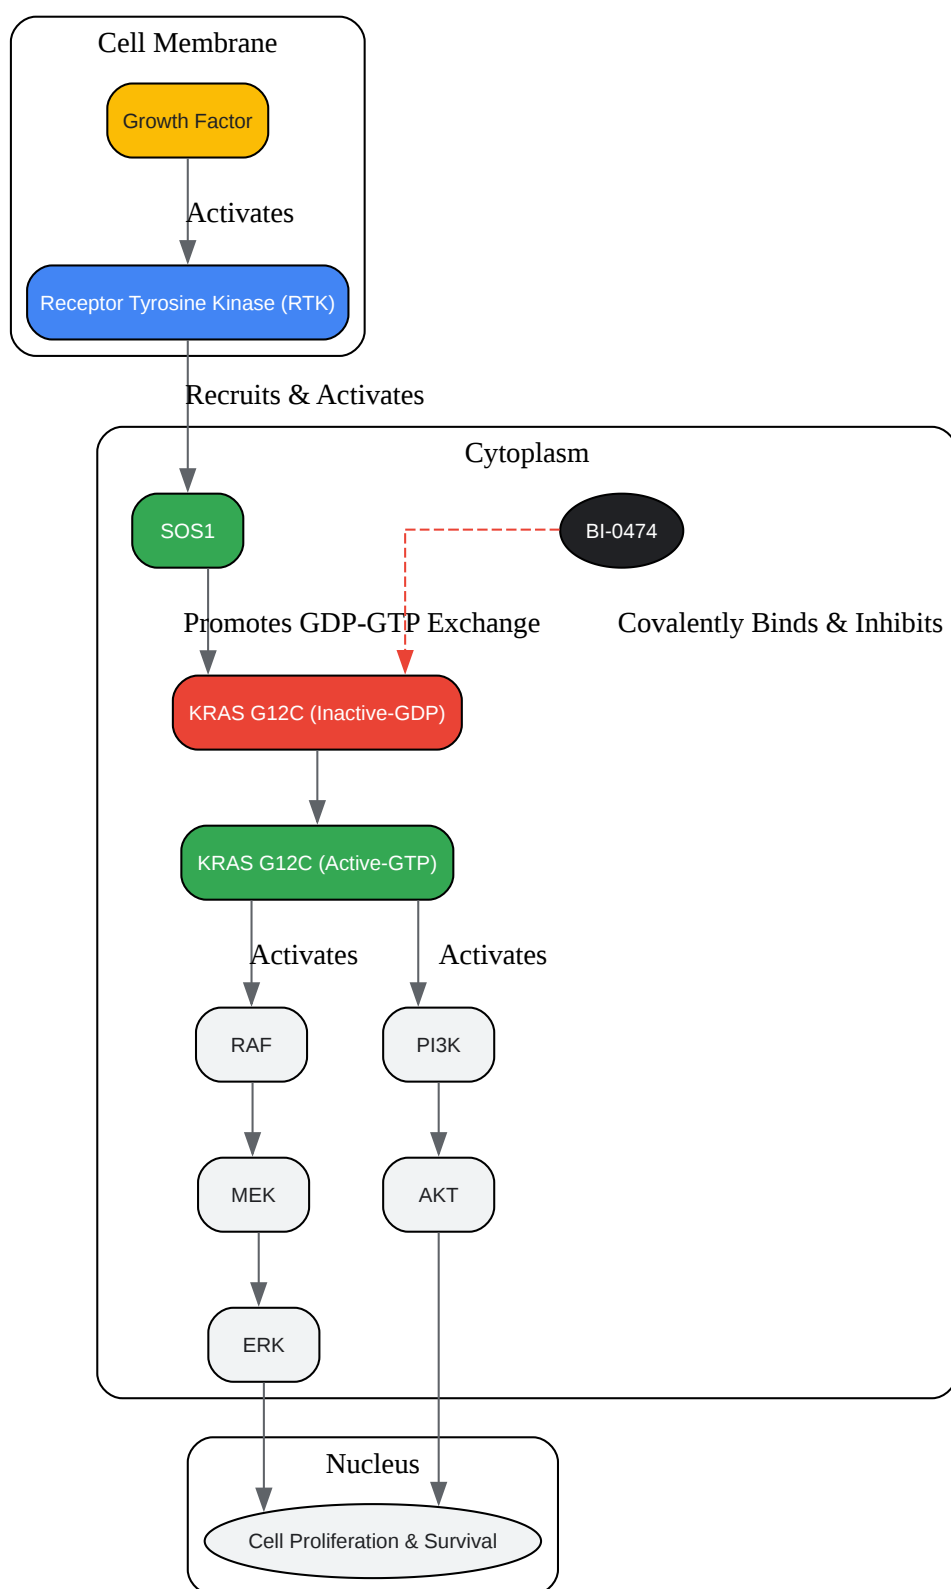 Cell Membrane
Growth Factor
Activates
Receptor Tyrosine Kinase (RTK)
Recruits & Activates
Cytoplasm
SOS1
BI-0474
Promotes GDP-GTP Exchange
Covalently Binds & Inhibits
KRAS G12C (Inactive-GDP)
KRAS G12C (Active-GTP)
Activates
Activates
RAF
PI3K
MEK
AKT
ERK
Nucleus
Cell Proliferation & Survival